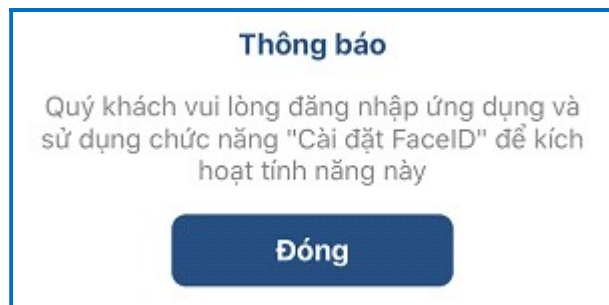 Thông báo
Quý khách vui lòng đăng nhập ứng dụng và
sử dụng chức năng "Cài đặt FaceID" để kích
hoạt tính năng này
Đóng